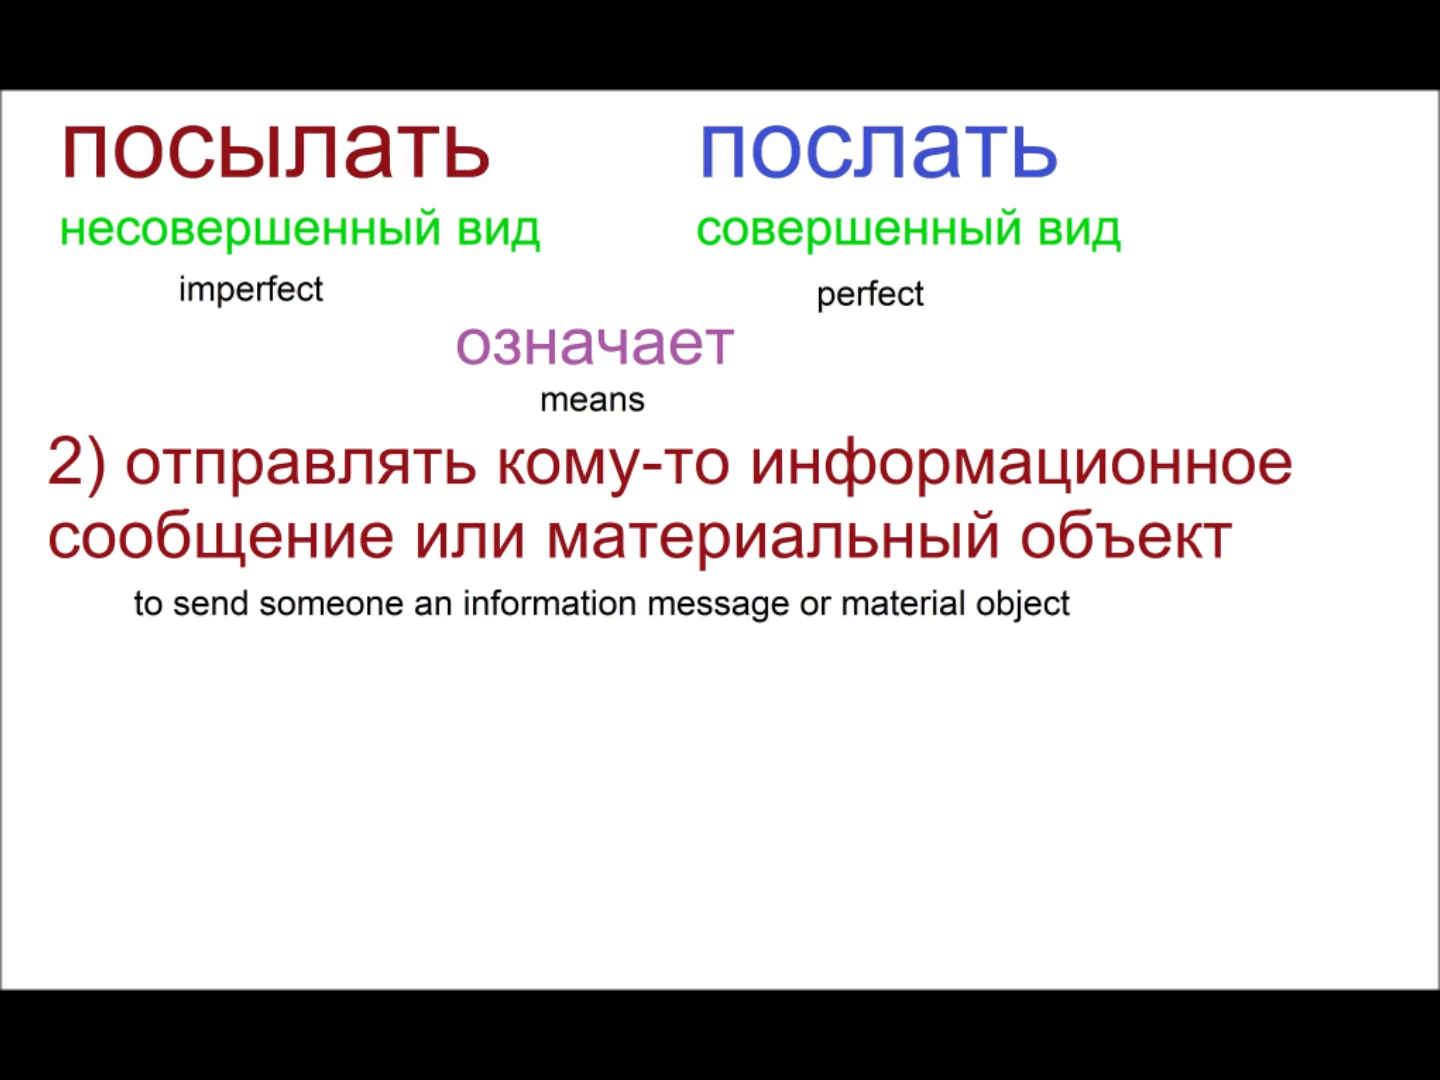 посылать послать
несовершенный вид совершенный вид
imperfect perfect
означает
means
2) отправлять кому-то информационное
сообщение или материальный объект
to send someone an information message or material object